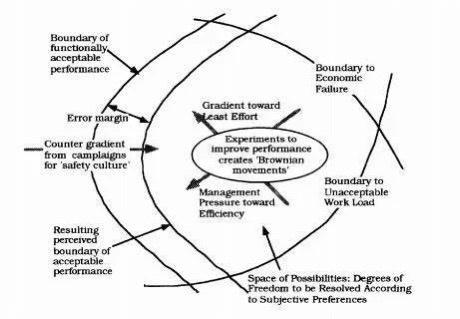 Boundary of
functionally
acceptable
performance
Boundary to
Economic
Failure
Error margin
Gradient toward
Least Effort
Counter gradient
from campaigns
for 'safety culture'
Experiments to
improve performance
creates 'Brownian
movements'
Management
Pressure toward
Efficiency
Boundary to
Unacceptable
Work Load
Resulting
perceived
boundary of
acceptable
performance
Space of Possibilities: Degrees of
Freedom to be Resolved According
to Subjective Preferences